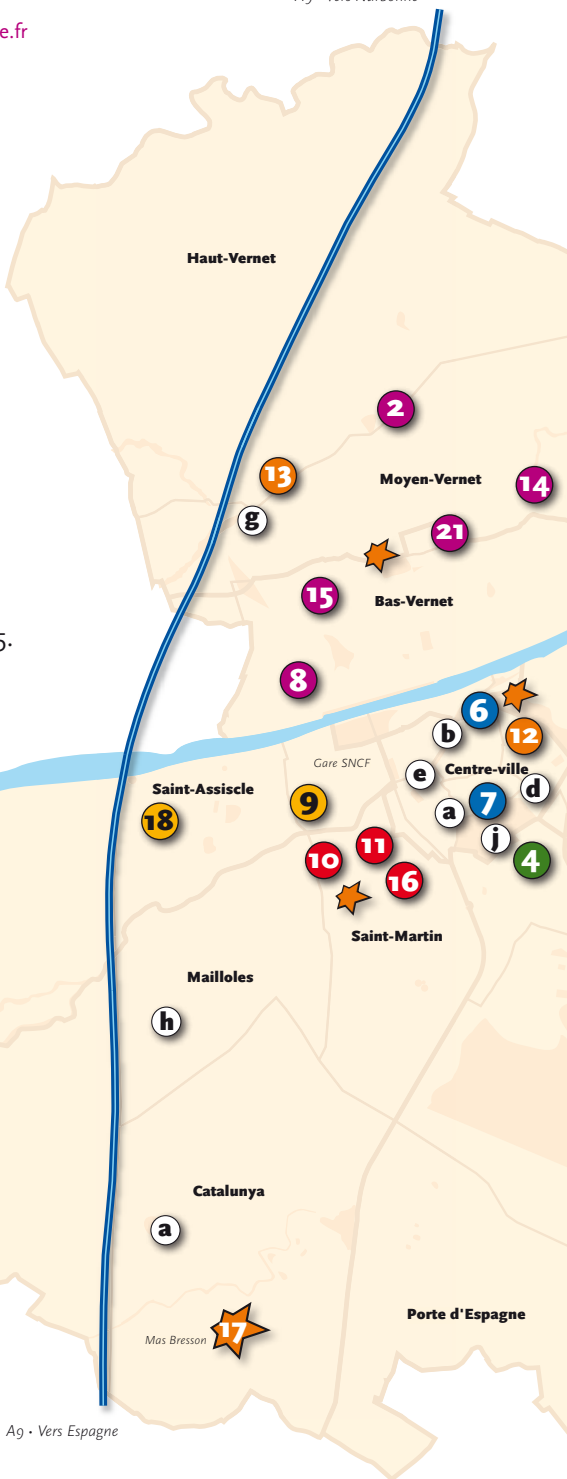 e.fr
Haut-Vernet
2
13
Moyen-Vernet
14
g
21
15
Bas-Vernet
5.
8
6
b
12
Gare SNCF
e
Centre-ville
d
Saint-Assiscle
9
7
a
18
j
11
10
4
16
Saint-Martin
Mailloles
h
Catalunya
a
Porte d'Espagne
17
Mas Bresson
A9 • Vers Espagne